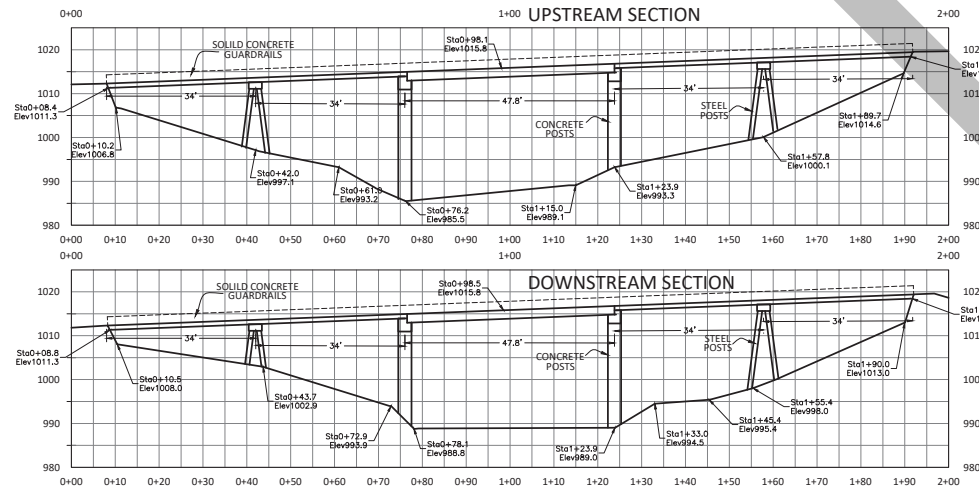 0+00 1+00 2+00
UPSTREAM SECTION
1020
1010
1000
990
980
SOLILD CONCRETE
GUARDRAILS
Sta0+98.1
Elev1015.8
34'
34'
47.8'
34'
34'
CONCRETE
POSTS
STEEL
POSTS
Sta0+08.4
Elev1011.3
Sta0+10.2
Elev1006.8
Sta0+42.0
Elev997.1
Elev993.2
Sta0+76.2
Elev985.5
Sta1+15.0
Elev989.1
Sta1+23.9
Elev993.3
Sta1+57.8
Elev1000.1
Sta1+89.7
Elev1014.6
0+00 0+10 0+20 0+30 0+40 0+50 0+60 0+70 0+80 0+90 1+00 1+10 1+20 1+30 1+40 1+50 1+60 1+70 1+80 1+90 2+00
0+00 1+00 2+00
DOWNSTREAM SECTION
1020
1010
1000
990
980
SOLILD CONCRETE
GUARDRAILS
Sta0+98.5
Elev1015.8
34'
34'
47.8'
34'
34'
CONCRETE
POSTS
STEEL
POSTS
Sta0+08.8
Elev1011.3
Sta0+10.5
Elev1008.0
Sta0+43.7
Elev1002.9
Sta0+72.9
Elev993.9
Sta0+78.1
Elev988.8
Sta1+23.9
Elev989.0
Sta1+33.0
Elev994.5
Sta1+45.4
Elev995.4
Sta1+55.4
Elev998.0
Sta1+90.0
Elev1013.0
0+00 0+10 0+20 0+30 0+40 0+50 0+60 0+70 0+80 0+90 1+00 1+10 1+20 1+30 1+40 1+50 1+60 1+70 1+80 1+90 2+00